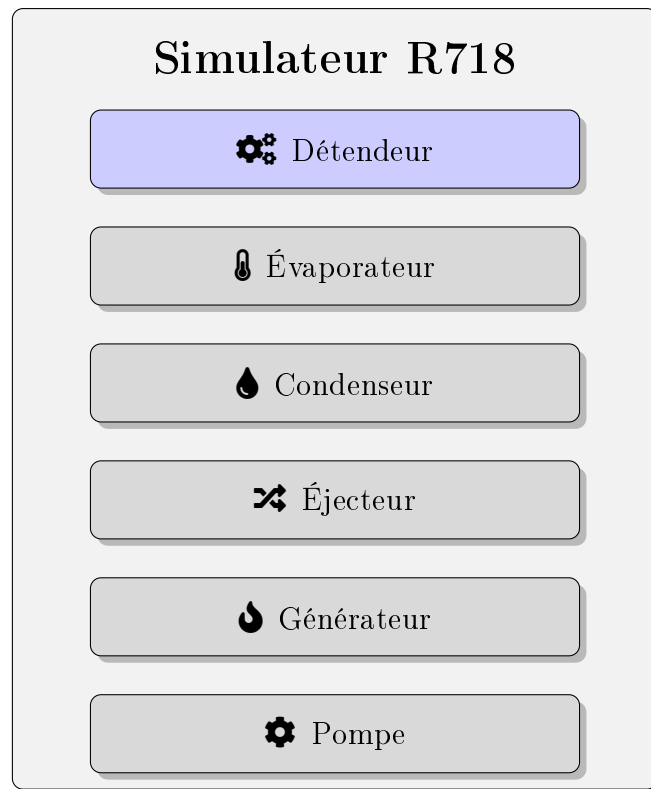 Simulateur R718
Détendeur
Évaporateur
Condenseur
Éjecteur
Générateur
Pompe